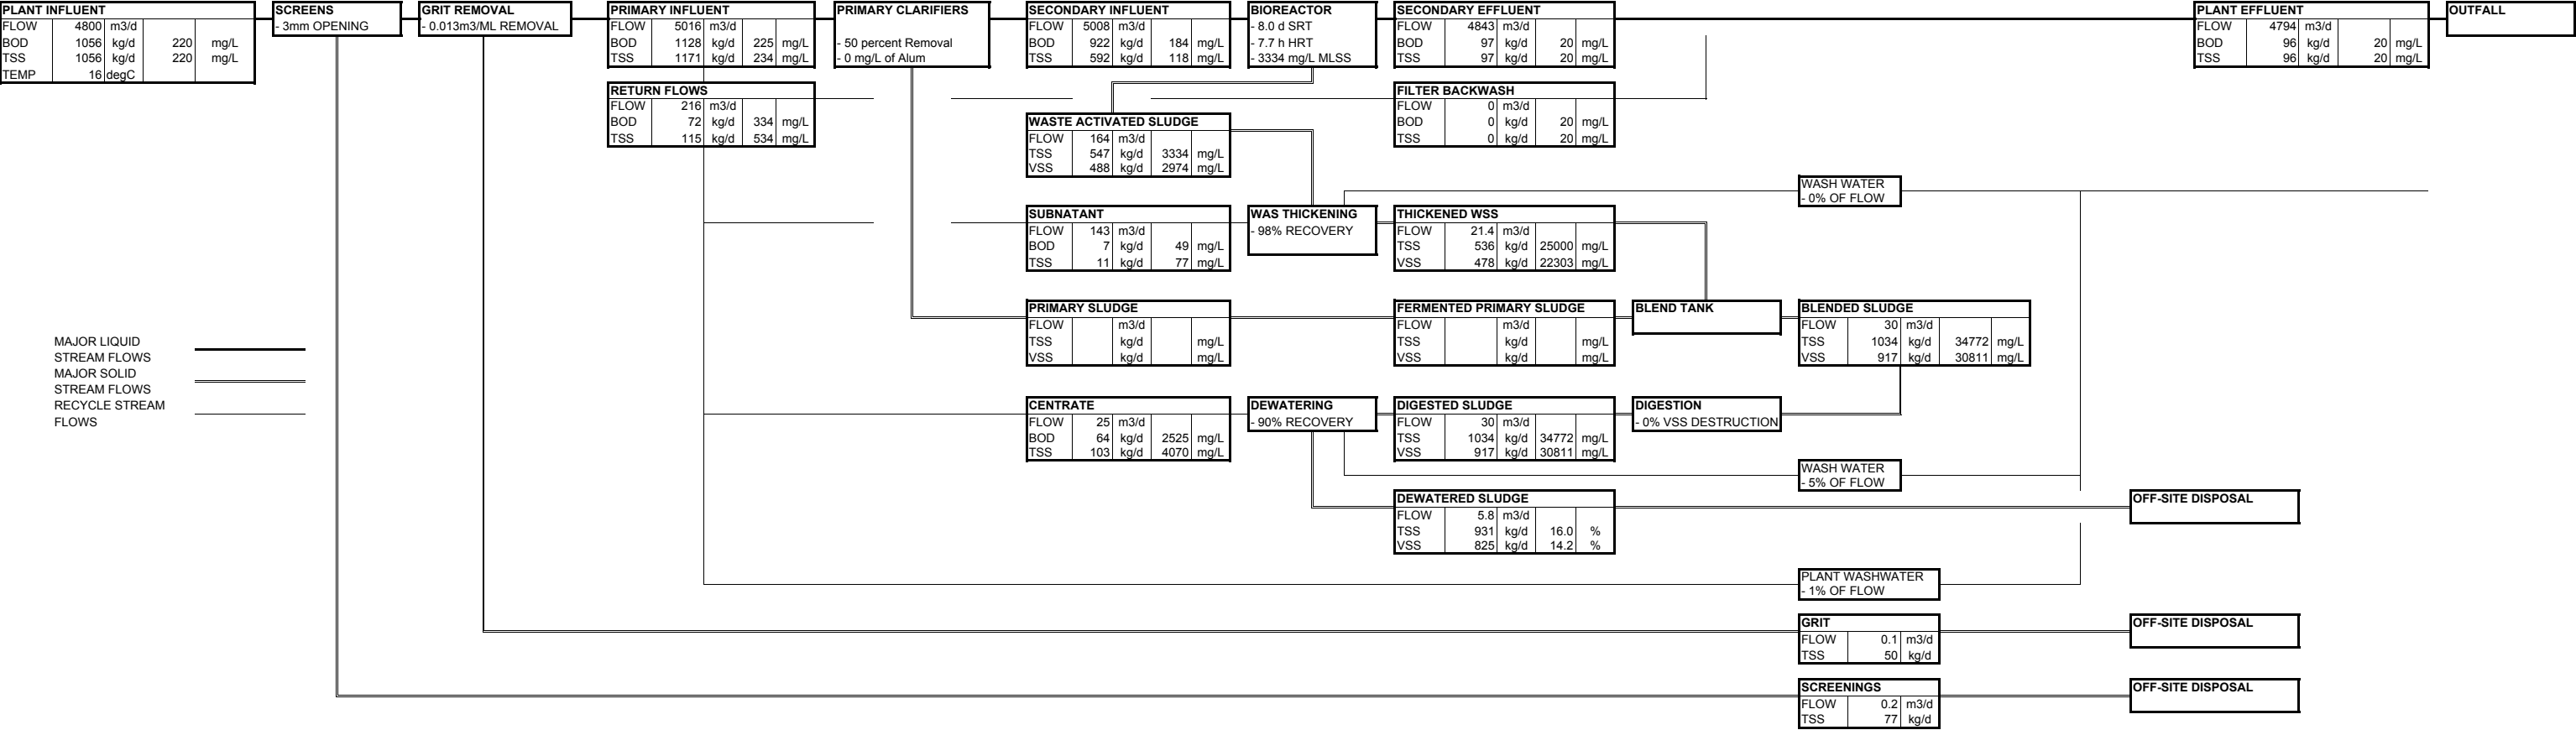 PLANT INFLUENT
FLOW 4800 m3/d
BOD 1056 kg/d 220 mg/L
TSS 1056 kg/d 220 mg/L
TEMP 16 degC
SCREENS
- 3mm OPENING
GRIT REMOVAL
- 0.013m3/ML REMOVAL
PRIMARY INFLUENT
FLOW 5016 m3/d
BOD 1128 kg/d 225 mg/L
TSS 1171 kg/d 234 mg/L
PRIMARY CLARIFIERS
- 50 percent Removal
- 0 mg/L of Alum
SECONDARY INFLUENT
FLOW 5008 m3/d
BOD 922 kg/d 184 mg/L
TSS 592 kg/d 118 mg/L
BIOREACTOR
- 8.0 d SRT
- 7.7 h HRT
- 3334 mg/L MLSS
SECONDARY EFFLUENT
FLOW 4843 m3/d
BOD 97 kg/d 20 mg/L
TSS 97 kg/d 20 mg/L
PLANT EFFLUENT
FLOW 4794 m3/d
BOD 96 kg/d 20 mg/L
TSS 96 kg/d 20 mg/L
OUTFALL
RETURN FLOWS
FLOW 216 m3/d
BOD 72 kg/d 334 mg/L
TSS 115 kg/d 534 mg/L
FILTER BACKWASH
FLOW 0 m3/d
BOD 0 kg/d 20 mg/L
TSS 0 kg/d 20 mg/L
WASTE ACTIVATED SLUDGE
FLOW 164 m3/d
TSS 547 kg/d 3334 mg/L
VSS 488 kg/d 2974 mg/L
WASH WATER
- 0% OF FLOW
SUBNATANT
FLOW 143 m3/d
BOD 7 kg/d 49 mg/L
TSS 11 kg/d 77 mg/L
WAS THICKENING
- 98% RECOVERY
THICKENED WSS
FLOW 21.4 m3/d
TSS 536 kg/d 25000 mg/L
VSS 478 kg/d 22303 mg/L
PRIMARY SLUDGE
FLOW m3/d
TSS kg/d mg/L
VSS kg/d mg/L
FERMENTED PRIMARY SLUDGE
FLOW m3/d
TSS kg/d mg/L
VSS kg/d mg/L
BLEND TANK
BLENDED SLUDGE
FLOW 30 m3/d
TSS 1034 kg/d 34772 mg/L
VSS 917 kg/d 30811 mg/L
MAJOR LIQUID
STREAM FLOWS
MAJOR SOLID
STREAM FLOWS
RECYCLE STREAM
FLOWS
CENTRATE
FLOW 25 m3/d
BOD 64 kg/d 2525 mg/L
TSS 103 kg/d 4070 mg/L
DEWATERING
- 90% RECOVERY
DIGESTED SLUDGE
FLOW 30 m3/d
TSS 1034 kg/d 34772 mg/L
VSS 917 kg/d 30811 mg/L
DIGESTION
- 0% VSS DESTRUCTION
WASH WATER
- 5% OF FLOW
DEWATERED SLUDGE
FLOW 5.8 m3/d
TSS 931 kg/d 16.0 %
VSS 825 kg/d 14.2 %
OFF-SITE DISPOSAL
PLANT WASHWATER
- 1% OF FLOW
GRIT
FLOW 0.1 m3/d
TSS 50 kg/d
OFF-SITE DISPOSAL
SCREENINGS
FLOW 0.2 m3/d
TSS 77 kg/d
OFF-SITE DISPOSAL